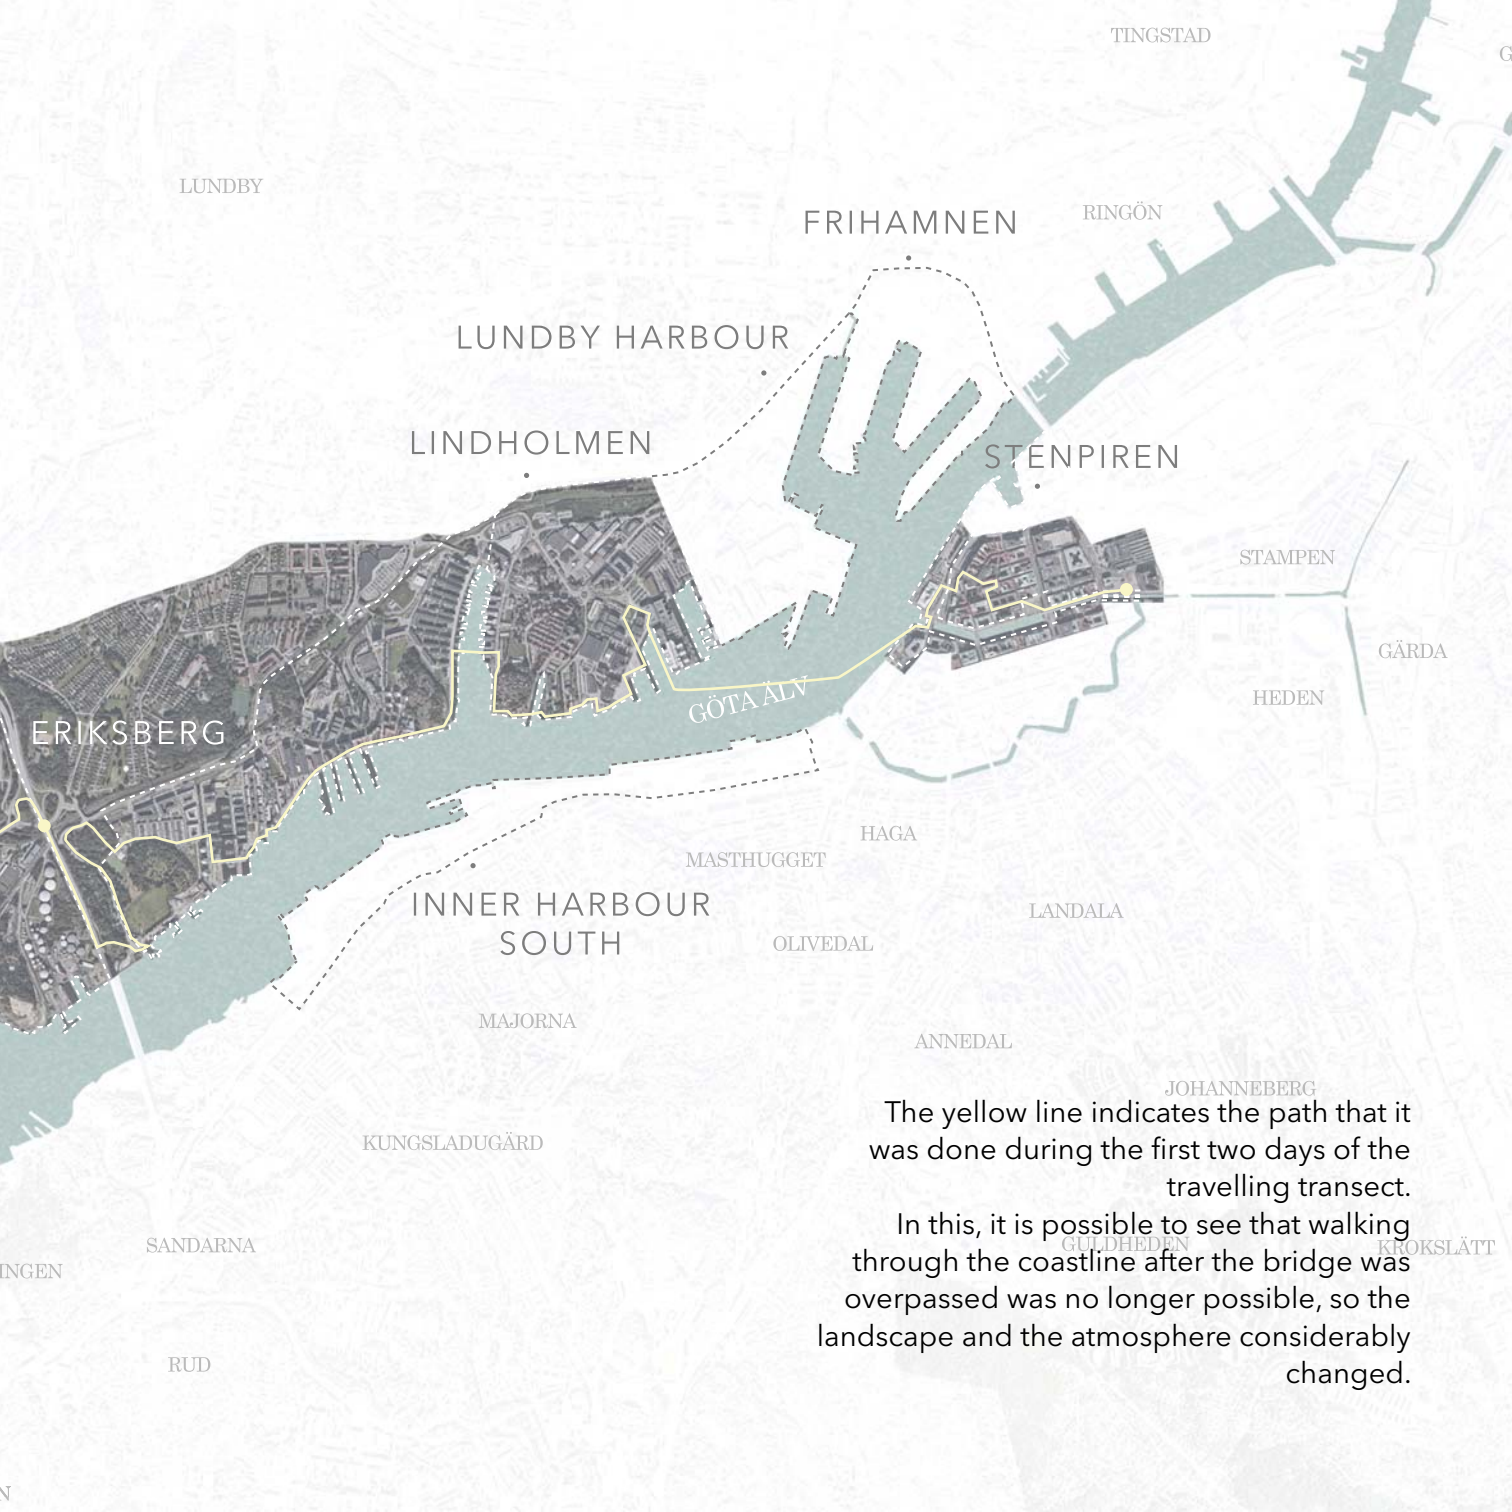 TINGSTAD
LUNDBY
FRIHAMNEN
RINGÖN
LUNDBY HARBOUR
LINDHOLMEN
STENPIREN
STAMPEN
GÄRDA
HEDEN
GÖTA ÄLV
ERIKSBERG
HAGA
MASTHUGGET
INNER HARBOUR
SOUTH
LANDALA
OLIVEDAL
MAJORNA
ANNEDAL
JOHANNEBERG
The yellow line indicates the path that it
was done during the first two days of the
travelling transect.
In this, it is possible to see that walking
through the coastline after the bridge was
overpassed was no longer possible, so the
landscape and the atmosphere considerably
changed.
KUNGSLADUGÄRD
GULDHEDEN
KROKSLÄTT
SANDARNA
INGEN
RUD